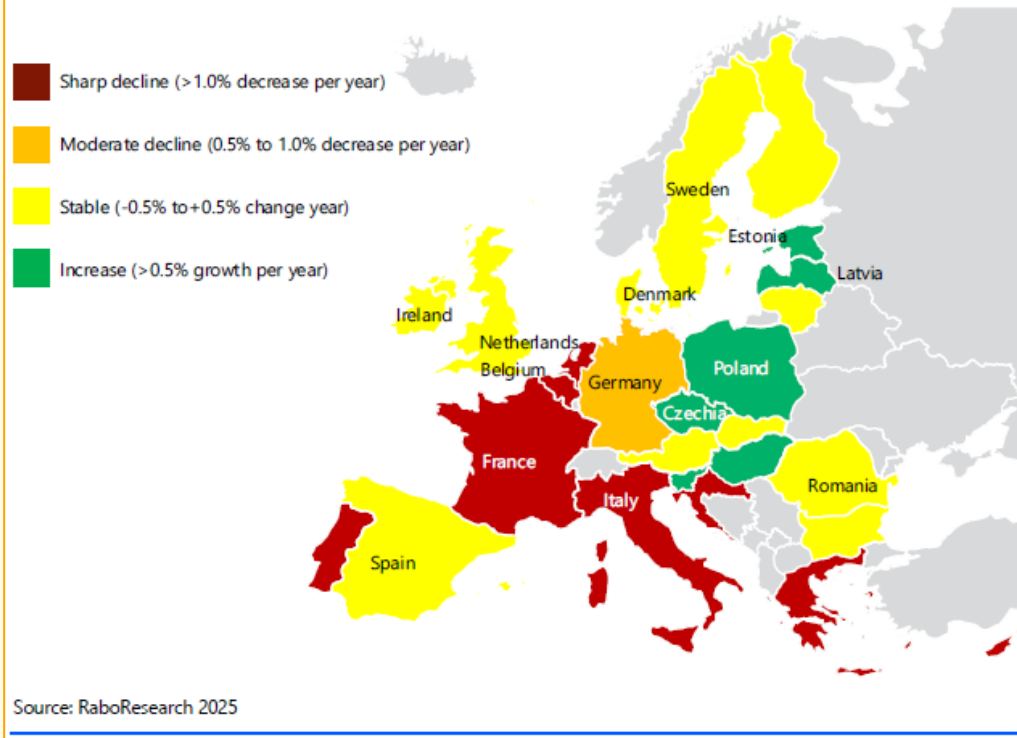 Sharp decline (>1.0% decrease per year)
Moderate decline (0.5% to 1.0% decrease per year)
Stable (-0.5% to+0.5% change year)
Increase (>0.5% growth per year)
Sweden
Estonia
Latvia
Denmark
Ireland
Netherlands
Belgium
Germany
Poland
Czechia
France
Italy
Romania
Spain
Source: RaboResearch 2025